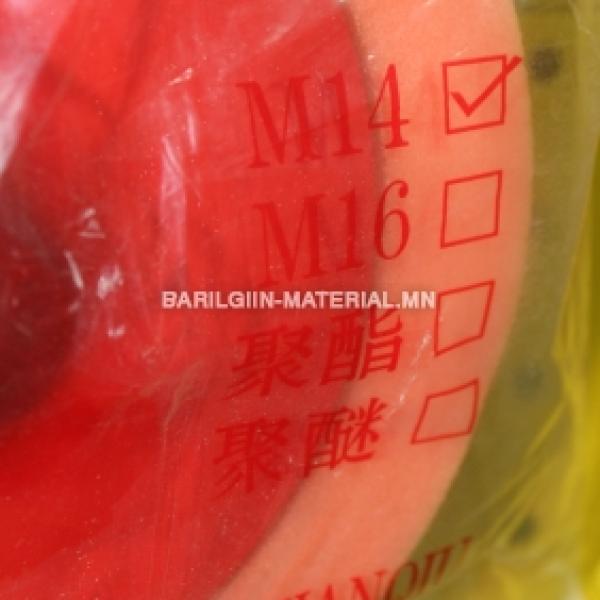 M14 ☑
M16 ☐
BARILGIIN-MATERIAL.MN
聚酯 ☐
聚醚 ☐